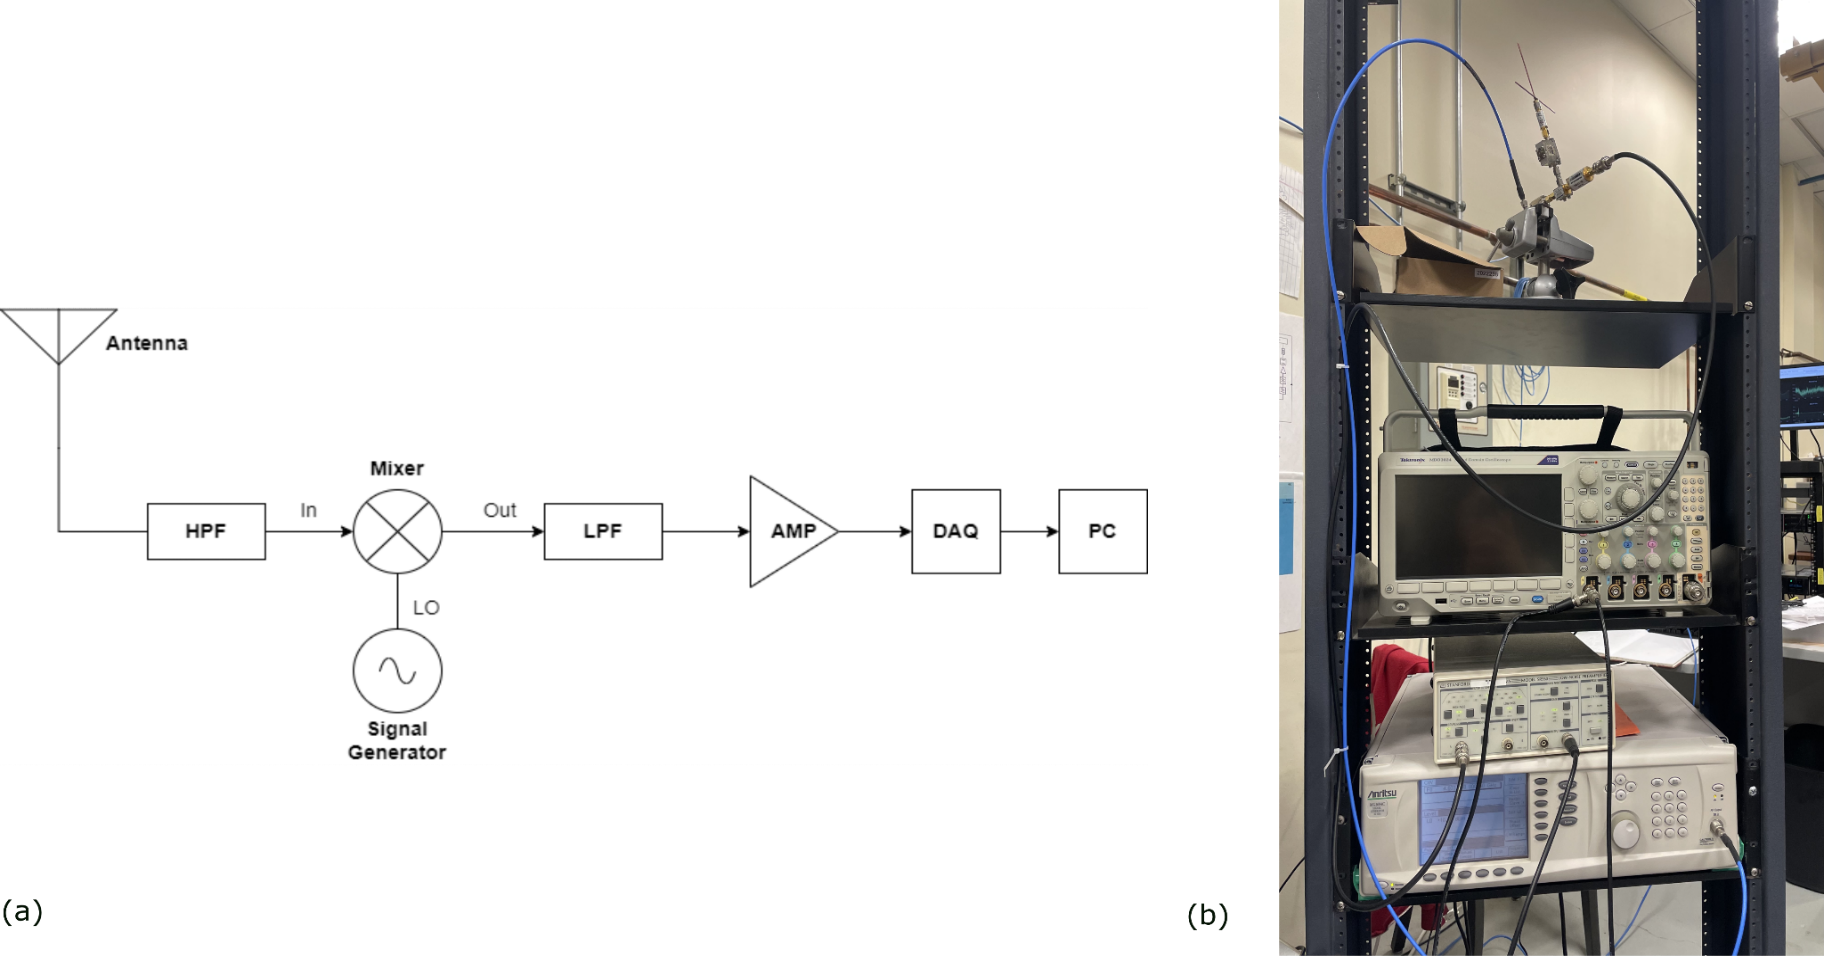 Antenna
Mixer
HPF
In
Out
LPF
AMP
DAQ
PC
LO
Signal
Generator
(a)
(b)
Tektronix
Anritsu